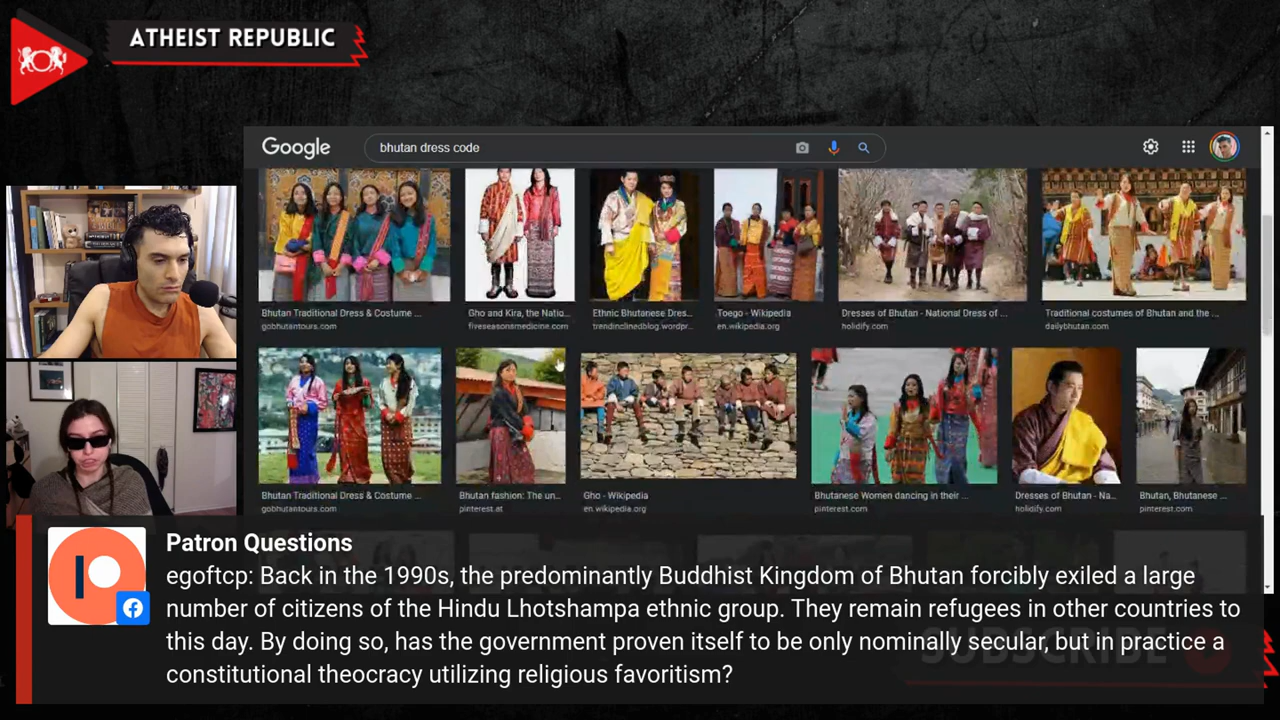 ATHEIST REPUBLIC
Google
bhutan dress code
Bhutan Traditional Dress & Costume ...
gobhutantours.com
Gho and Kira, the Natio...
fiveseasonsmedicine.com
Ethnic Bhutanese Dres...
trendinclinedblog.wordpr...
Toego - Wikipedia
en.wikipedia.org
Dresses of Bhutan - National Dress of ...
holidify.com
Traditional costumes of Bhutan and the ...
dailybhutan.com
Bhutan Traditional Dress & Costume ...
gobhutantours.com
Bhutan fashion: The un...
pinterest.at
Gho - Wikipedia
en.wikipedia.org
Bhutanese Women dancing in their ...
pinterest.com
Dresses of Bhutan - Na...
holidify.com
Bhutan, Bhutanese ...
pinterest.com
Patron Questions
egoftcp: Back in the 1990s, the predominantly Buddhist Kingdom of Bhutan forcibly exiled a large
number of citizens of the Hindu Lhotshampa ethnic group. They remain refugees in other countries to
this day. By doing so, has the government proven itself to be only nominally secular, but in practice a
constitutional theocracy utilizing religious favoritism?
SUBSCRIBE